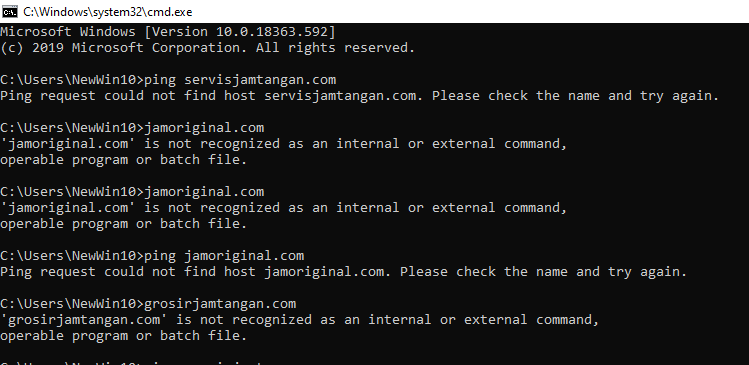 C:\Windows\system32\cmd.exe
Microsoft Windows [Version 10.0.18363.592]
(c) 2019 Microsoft Corporation. All rights reserved.
C:\Users\NewWin10>ping servisjamtangan.com
Ping request could not find host servisjamtangan.com. Please check the name and try again.
C:\Users\NewWin10>jamoriginal.com
'jamoriginal.com' is not recognized as an internal or external command,
operable program or batch file.
C:\Users\NewWin10>jamoriginal.com
'jamoriginal.com' is not recognized as an internal or external command,
operable program or batch file.
C:\Users\NewWin10>ping jamoriginal.com
Ping request could not find host jamoriginal.com. Please check the name and try again.
C:\Users\NewWin10>grosirjamtangan.com
'grosirjamtangan.com' is not recognized as an internal or external command,
operable program or batch file.